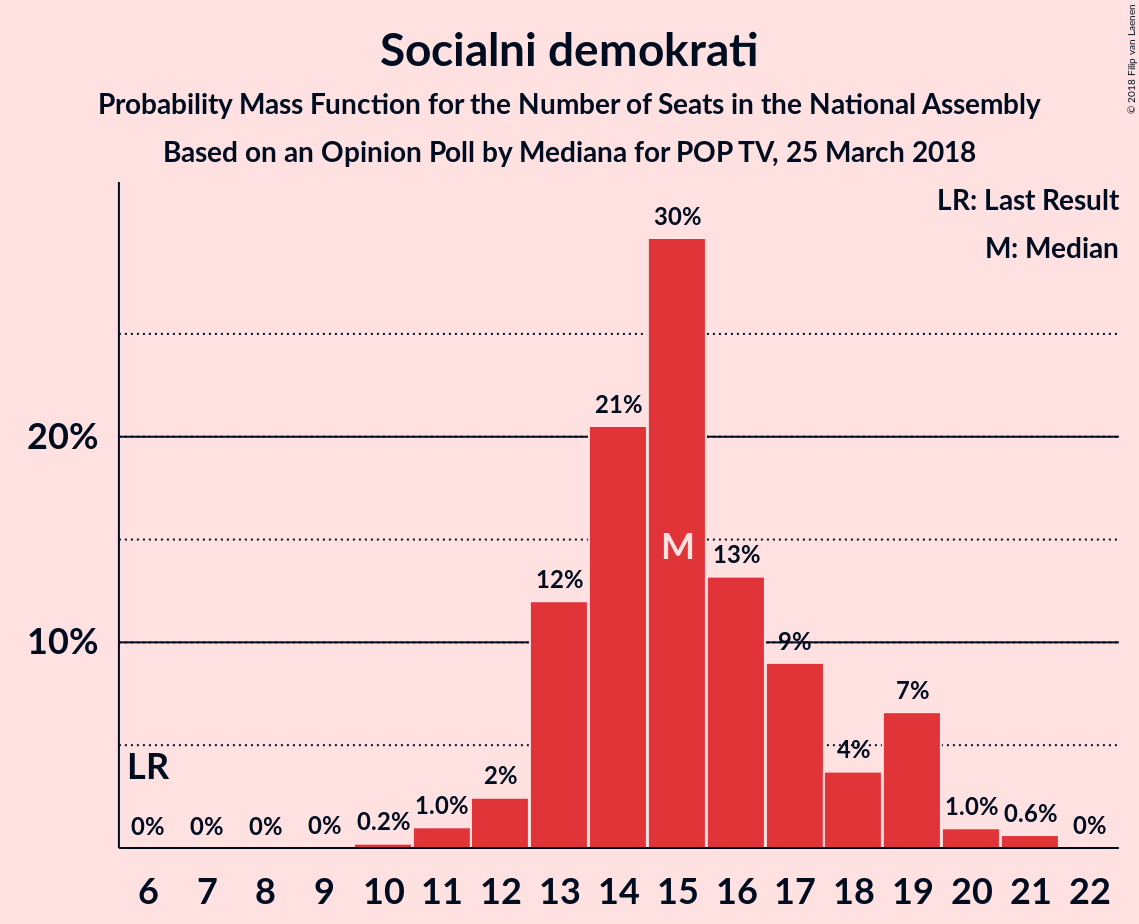 Socialni demokrati
Probability Mass Function for the Number of Seats in the National Assembly
Based on an Opinion Poll by Mediana for POP TV, 25 March 2018
© 2018 Filip van Laenen
LR: Last Result
M: Median
30%
21%
20%
M
13%
12%
10%
9%
7%
4%
LR
2%
1.0%
1.0%
0.6%
0.2%
0%
0%
0%
0%
0%
6 7 8 9 10 11 12 13 14 15 16 17 18 19 20 21 22